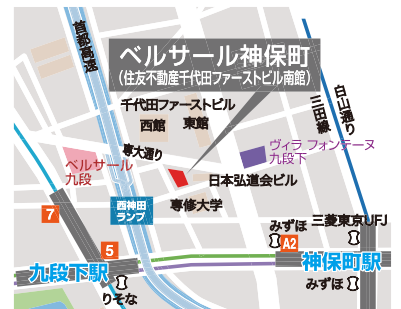 首都高速
ベルサール神保町
(住友不動産千代田ファーストビル南館)
白山通り
三田線
千代田ファーストビル
西館
東館
専大通り
ヴィラ フォンテーヌ
九段下
ベルサール
九段
日本弘道会ビル
西神田
ランプ
専修大学
7
5
みずほ
三菱東京UFJ
A2
九段下駅
神保町駅
りそな
みずほ